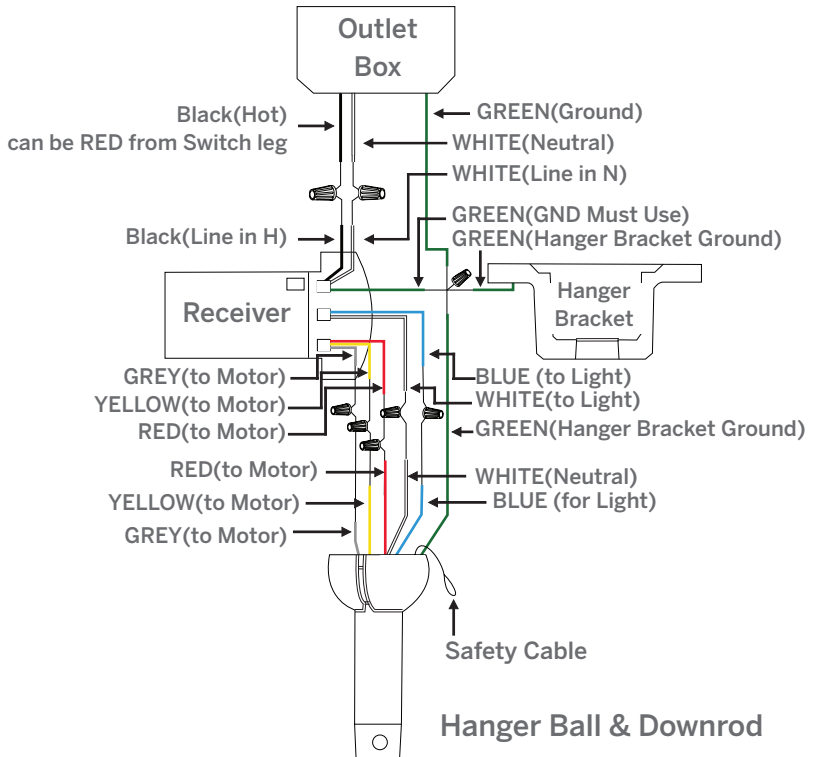 Outlet
Box
Black(Hot)
can be RED from Switch leg
GREEN(Ground)
WHITE(Neutral)
WHITE(Line in N)
GREEN(GND Must Use)
Black(Line in H)
GREEN(Hanger Bracket Ground)
Receiver
Hanger
Bracket
GREY(to Motor)
YELLOW(to Motor)
RED(to Motor)
BLUE (to Light)
WHITE(to Light)
GREEN(Hanger Bracket Ground)
RED(to Motor)
YELLOW(to Motor)
GREY(to Motor)
WHITE(Neutral)
BLUE (for Light)
Safety Cable
Hanger Ball & Downrod